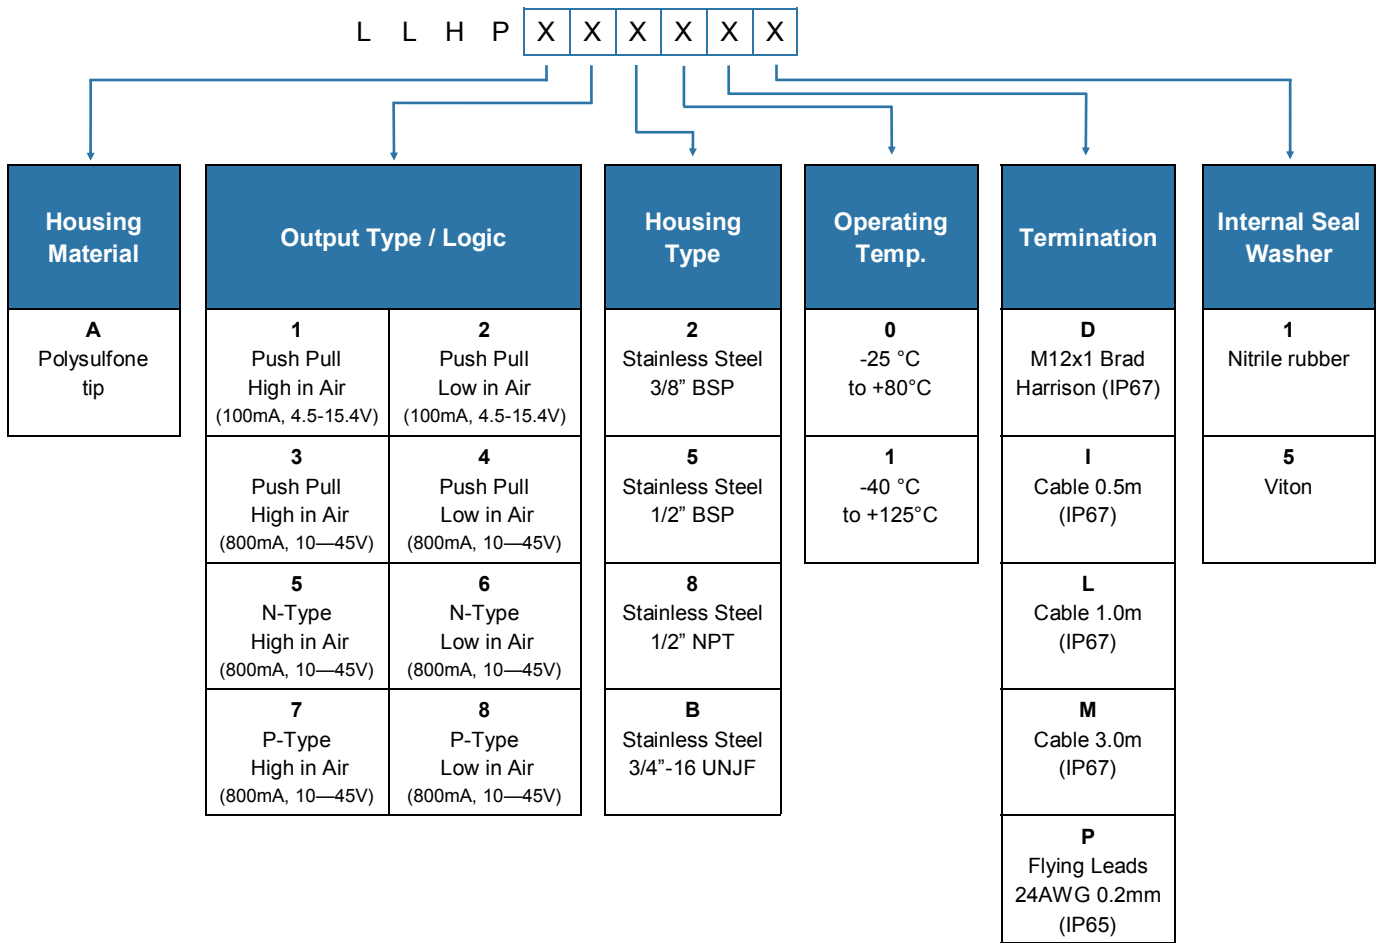 L L H P X X X X X X
Housing
Material
Output Type / Logic
Housing
Type
Operating
Temp.
Termination
Internal Seal
Washer
A
Polysulfone
tip
1
Push Pull
High in Air
(100mA, 4.5-15.4V)
2
Push Pull
Low in Air
(100mA, 4.5-15.4V)
3
Push Pull
High in Air
(800mA, 10—45V)
4
Push Pull
Low in Air
(800mA, 10—45V)
5
N-Type
High in Air
(800mA, 10—45V)
6
N-Type
Low in Air
(800mA, 10—45V)
7
P-Type
High in Air
(800mA, 10—45V)
8
P-Type
Low in Air
(800mA, 10—45V)
2
Stainless Steel
3/8” BSP
5
Stainless Steel
1/2” BSP
8
Stainless Steel
1/2” NPT
B
Stainless Steel
3/4”-16 UNJF
0
-25 °C
to +80°C
1
-40 °C
to +125°C
D
M12x1 Brad
Harrison (IP67)
I
Cable 0.5m
(IP67)
L
Cable 1.0m
(IP67)
M
Cable 3.0m
(IP67)
P
Flying Leads
24AWG 0.2mm
(IP65)
1
Nitrile rubber
5
Viton